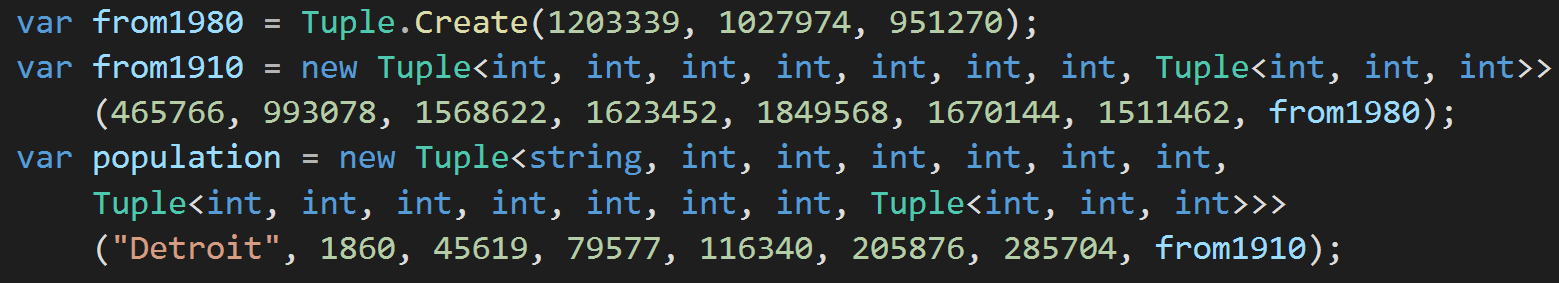 var from1980 = Tuple.Create(1203339, 1027974, 951270);
var from1910 = new Tuple<int, int, int, int, int, int, int, Tuple<int, int, int>>
(465766, 993078, 1568622, 1623452, 1849568, 1670144, 1511462, from1980);
var population = new Tuple<string, int, int, int, int, int, int,
Tuple<int, int, int, int, int, int, int, Tuple<int, int, int>>>
("Detroit", 1860, 45619, 79577, 116340, 205876, 285704, from1910);